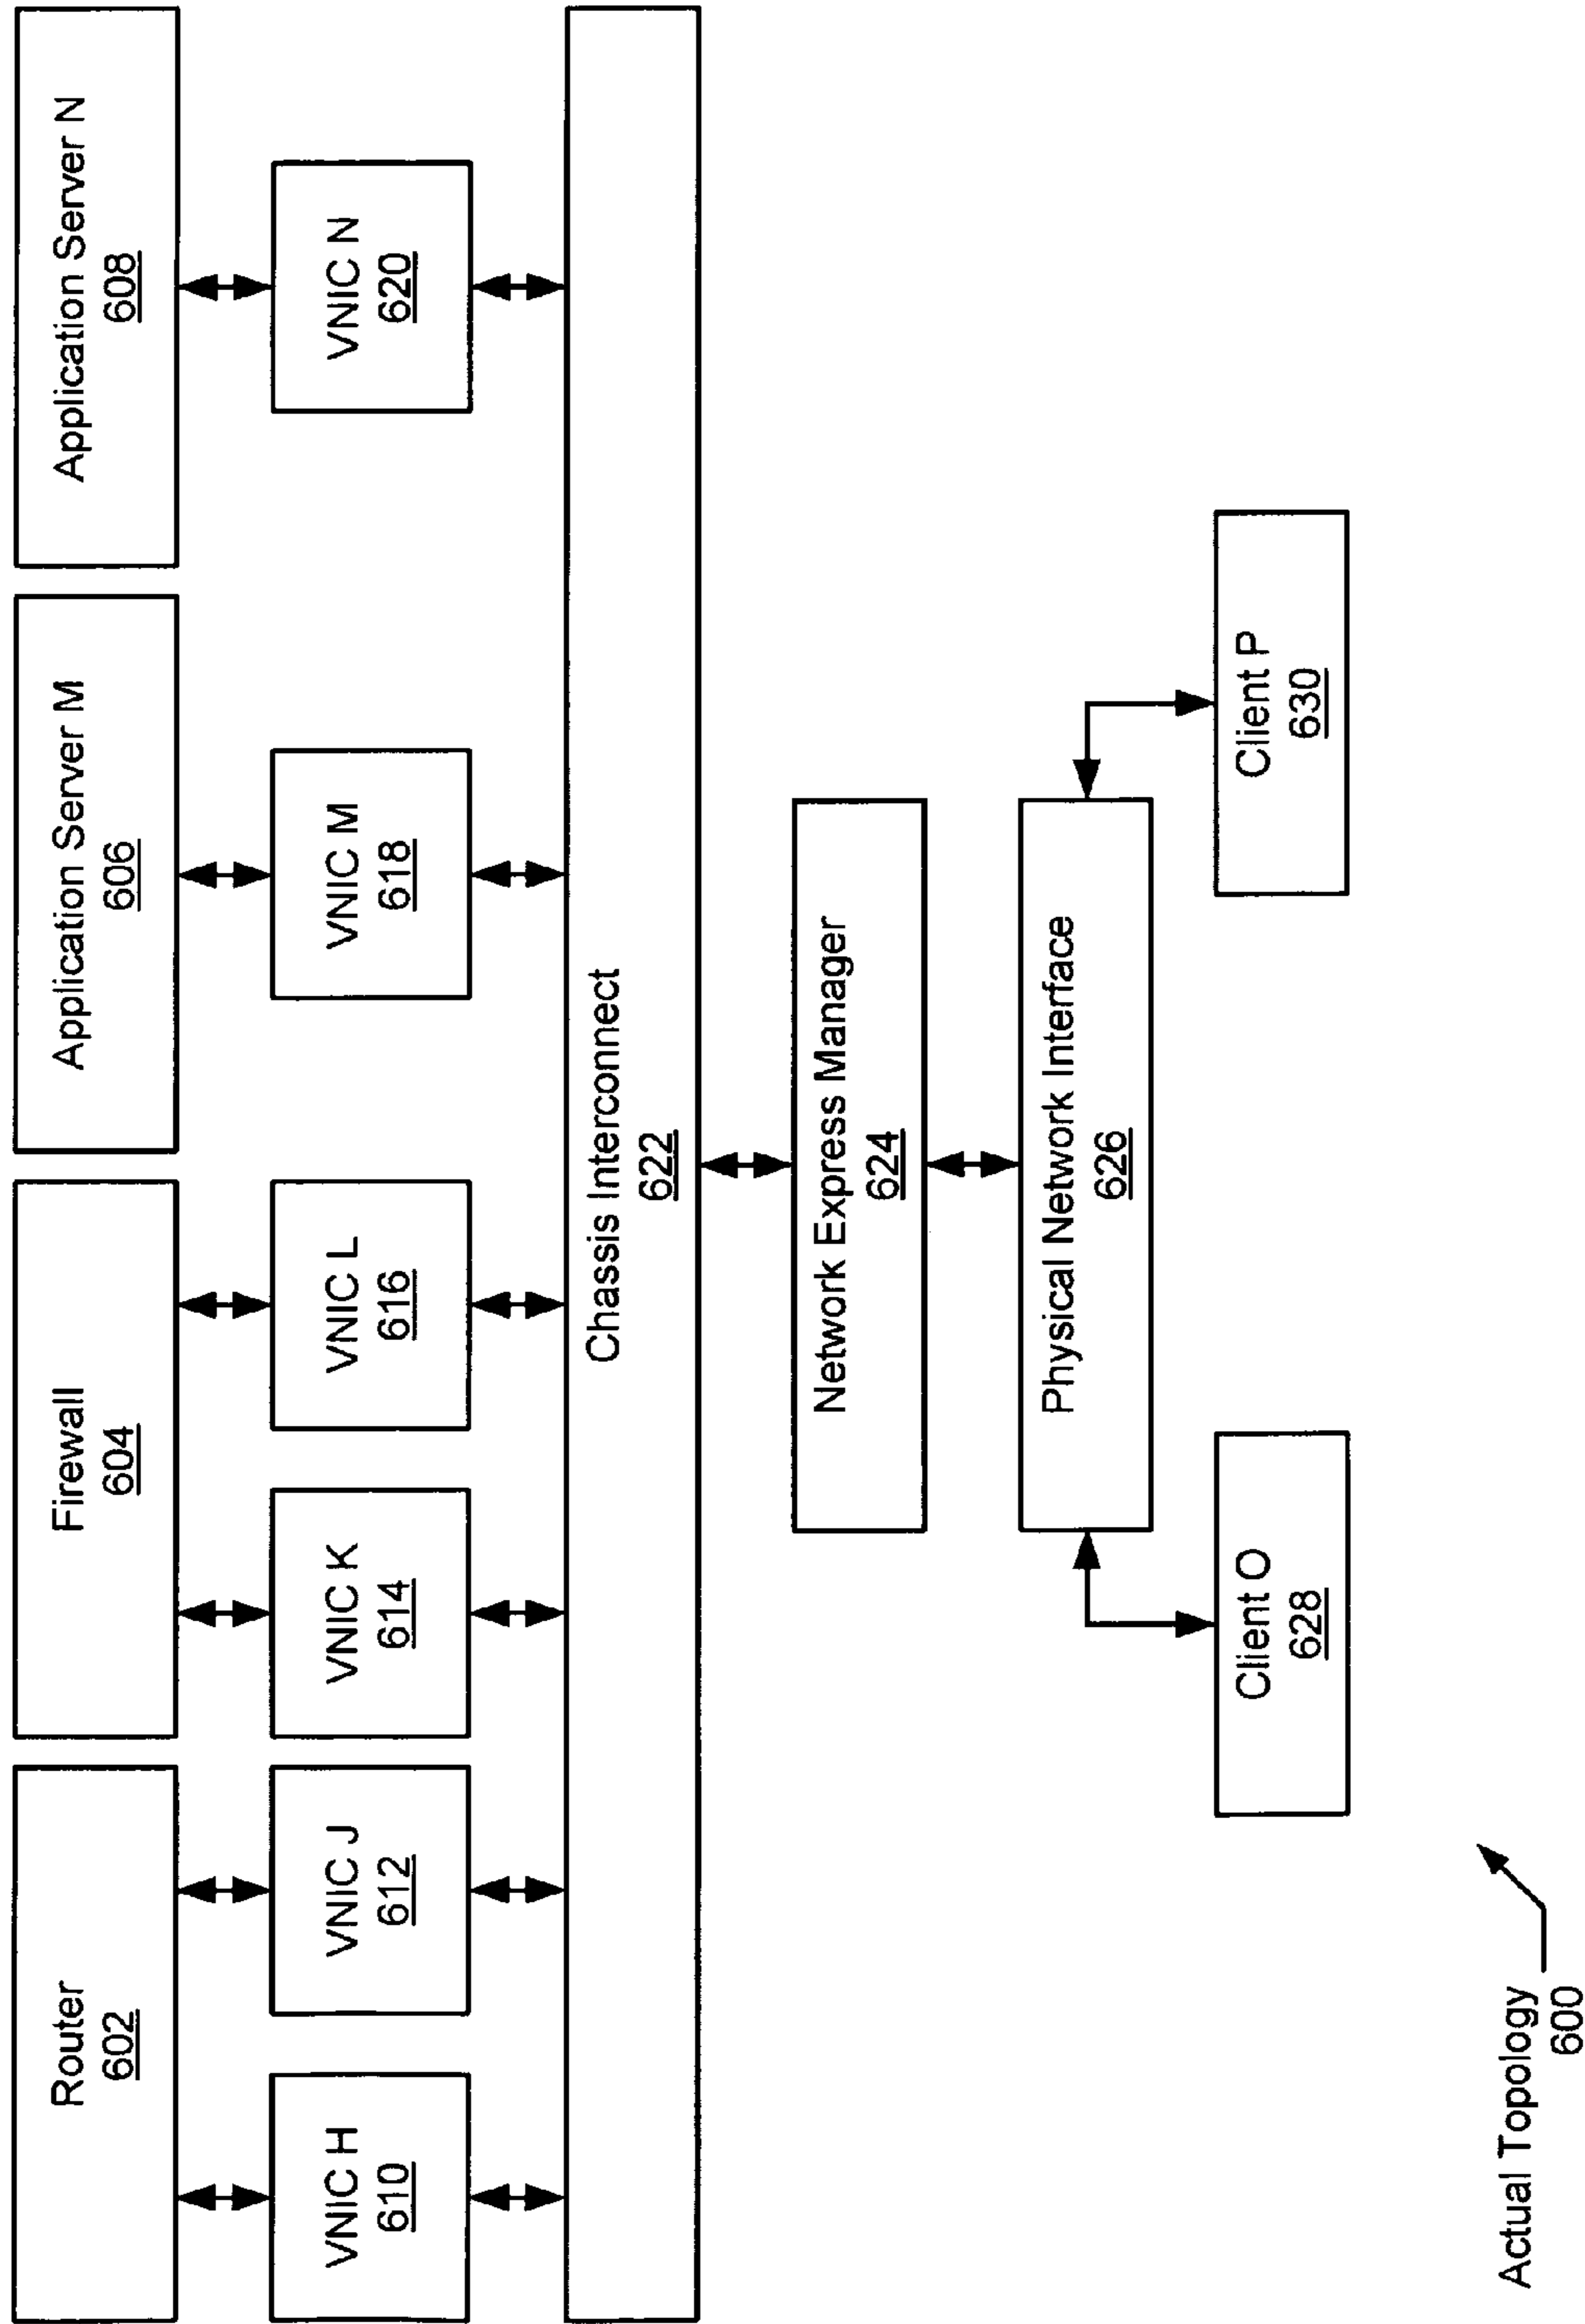 Router
602
Firewall
604
Application Server M
606
Application Server N
608
VNIC H
610
VNIC J
612
VNIC K
614
VNIC L
616
VNIC M
618
VNIC N
620
Chassis Interconnect
622
Network Express Manager
624
Physical Network Interface
626
Client O
628
Client P
630
Actual Topology
600